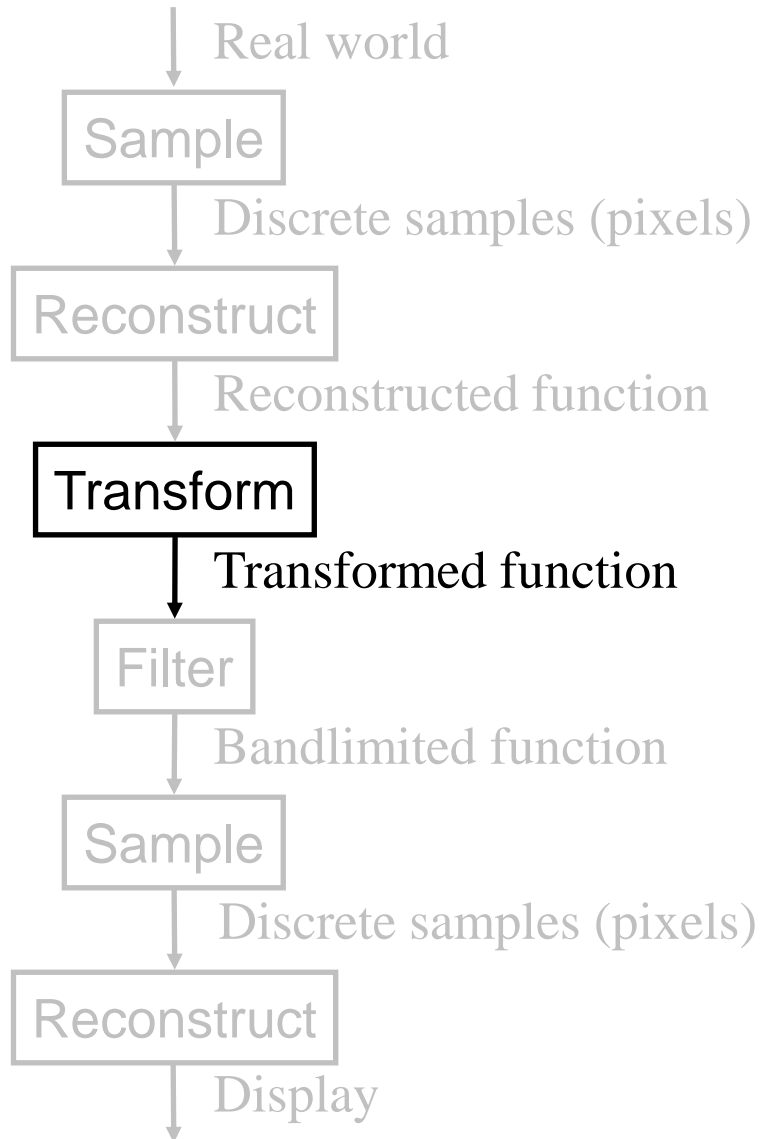 Real world
Sample
Discrete samples (pixels)
Reconstruct
Reconstructed function
Transform
Transformed function
Filter
Bandlimited function
Sample
Discrete samples (pixels)
Reconstruct
Display